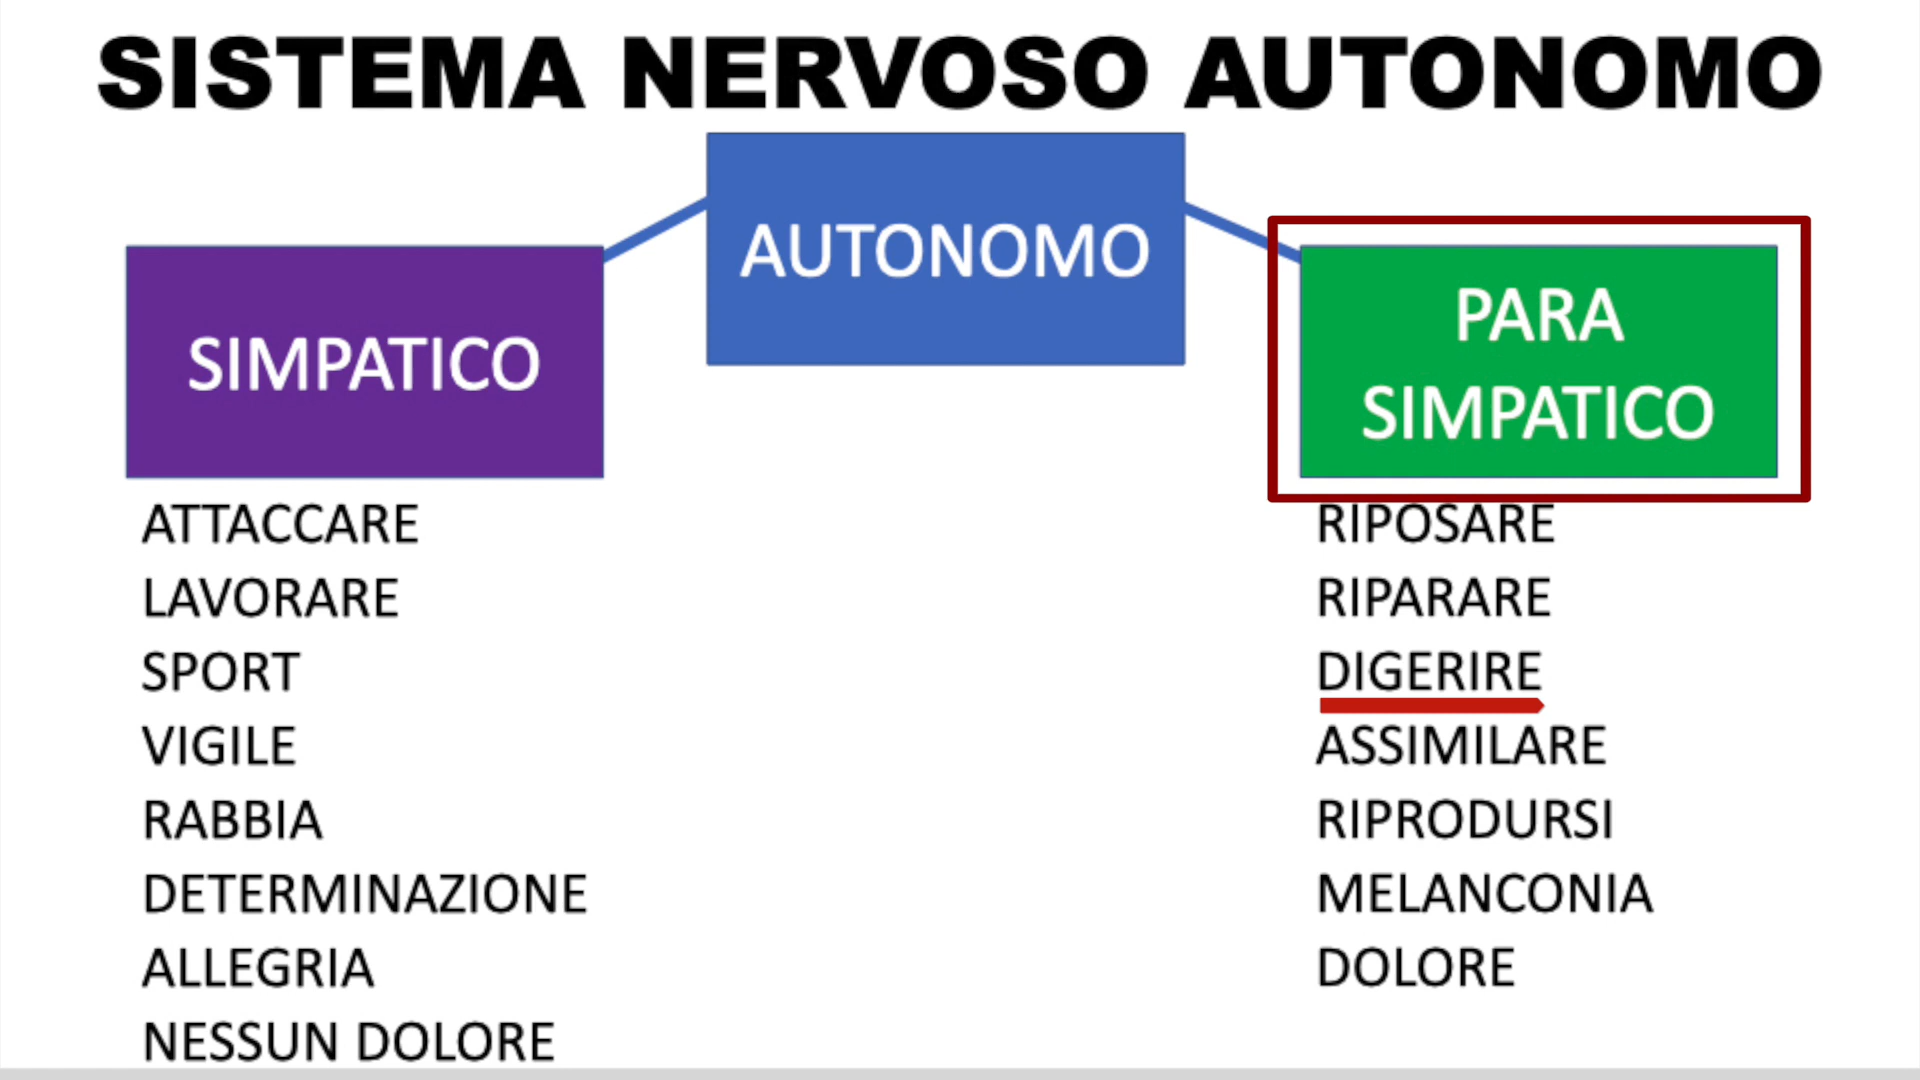 SISTEMA NERVOSO AUTONOMO
AUTONOMO
SIMPATICO
ATTACCARE
LAVORARE
SPORT
VIGILE
RABBIA
DETERMINAZIONE
ALLEGRIA
NESSUN DOLORE
PARA
SIMPATICO
RIPOSARE
RIPARARE
DIGERIRE
ASSIMILARE
RIPRODURSI
MELANCONIA
DOLORE